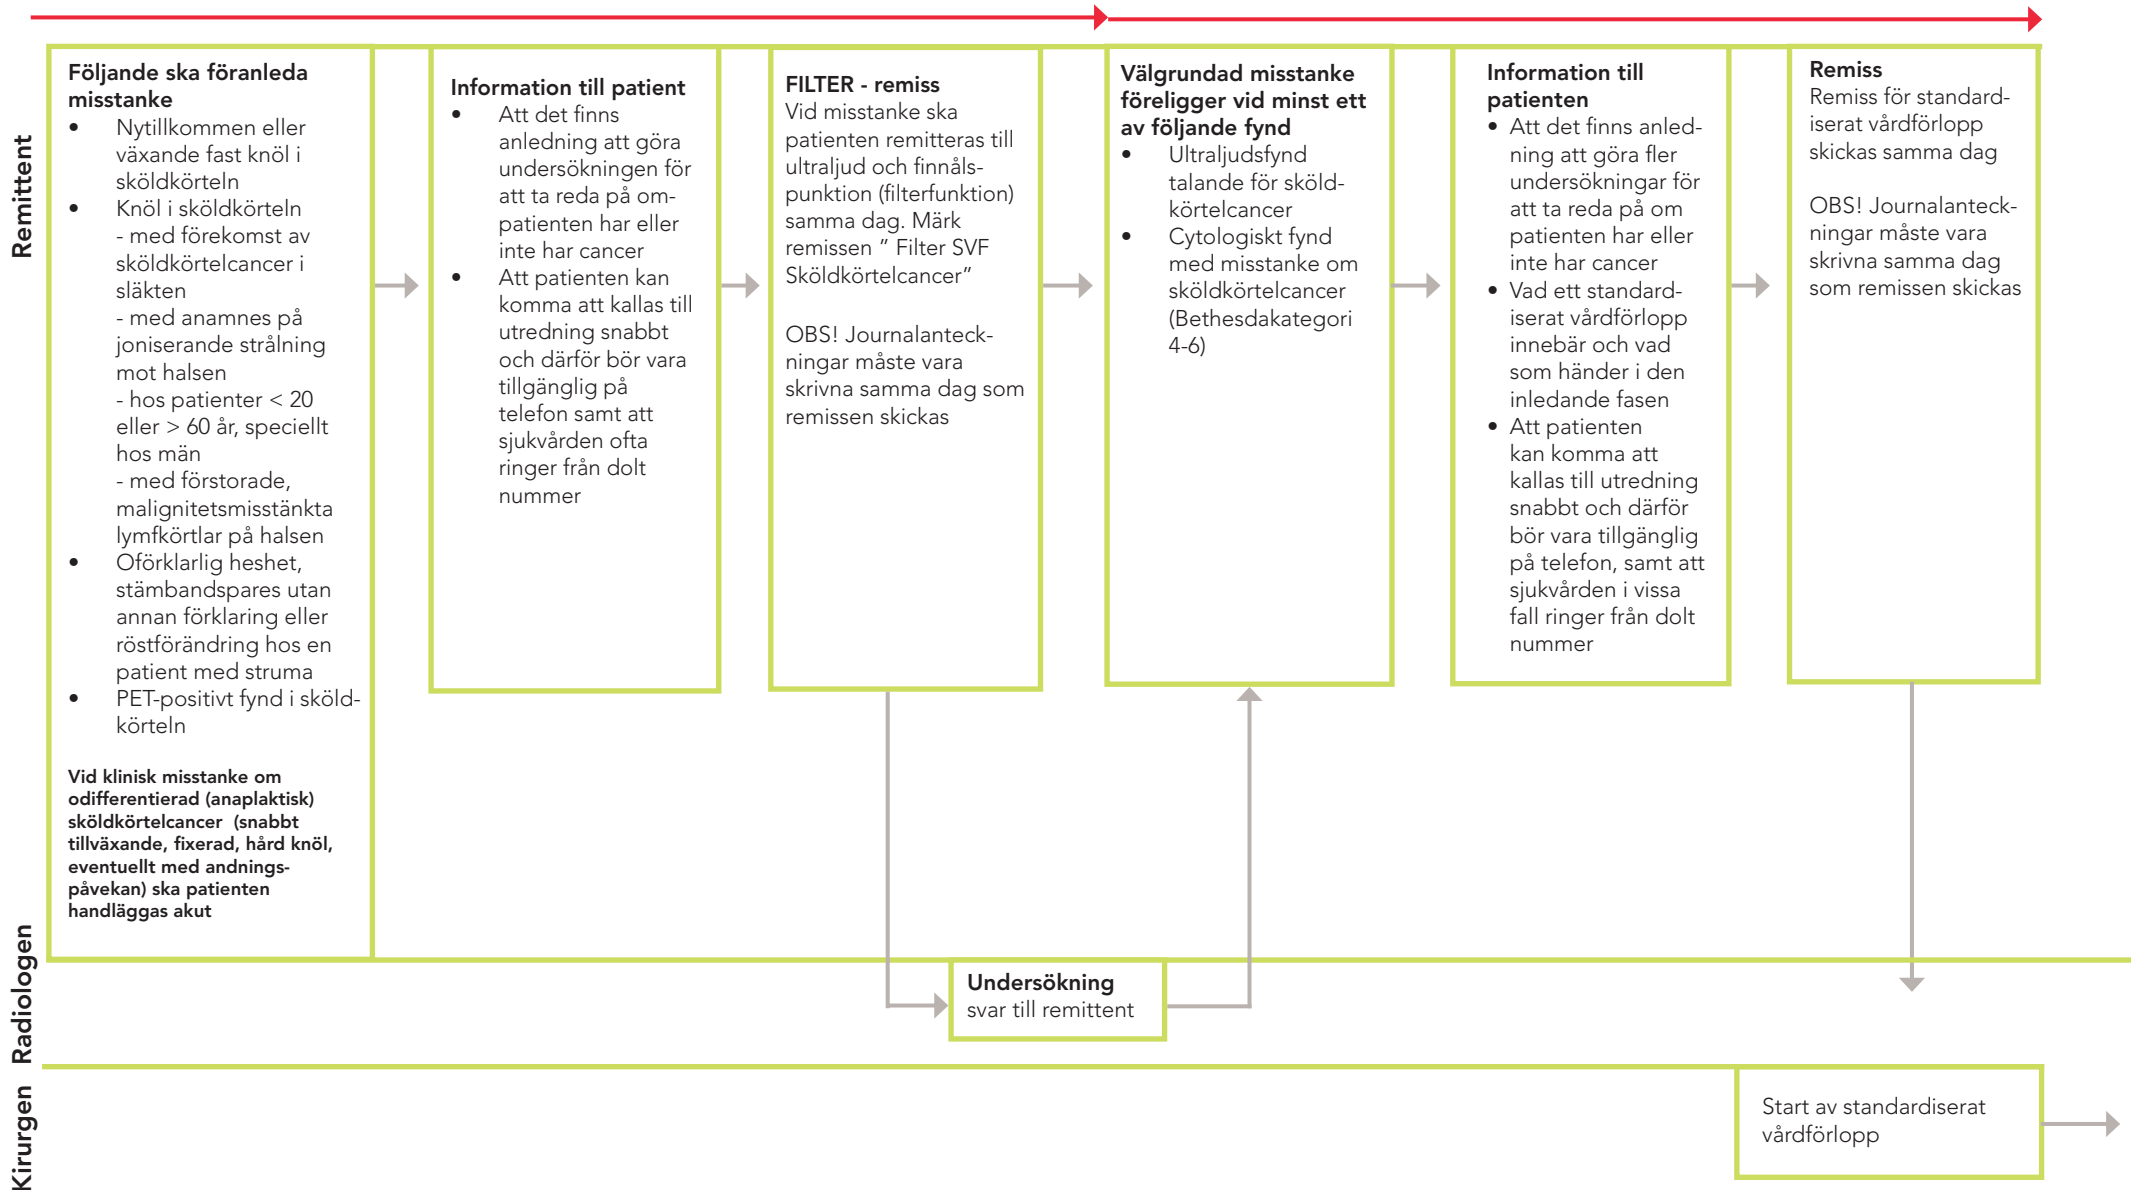 Remittent
Följande ska föranleda
misstanke
• Nytillkommen eller
växande fast knöl i
sköldkörteln
• Knöl i sköldkörteln
- med förekomst av
sköldkörtelcancer i
släkten
- med anamnes på
joniserande strålning
mot halsen
- hos patienter < 20
eller > 60 år, speciellt
hos män
- med förstorade,
malignitetsmisstänkta
lymfkörtlar på halsen
• Oförklarlig heshet,
stämbandspares utan
annan förklaring eller
röstförändring hos en
patient med struma
• PET-positivt fynd i sköld-
körteln
Vid klinisk misstanke om
odifferentierad (anaplaktisk)
sköldkörtelcancer (snabbt
tillväxande, fixerad, hård knöl,
eventuellt med andnings-
påvekan) ska patienten
handläggas akut
Information till patient
• Att det finns
anledning att göra
undersökningen för
att ta reda på om-
patienten har eller
inte har cancer
• Att patienten kan
komma att kallas till
utredning snabbt
och därför bör vara
tillgänglig på
telefon samt att
sjukvården ofta
ringer från dolt
nummer
FILTER - remiss
Vid misstanke ska
patienten remitteras till
ultraljud och finnåls-
punktion (filterfunktion)
samma dag. Märk
remissen ” Filter SVF
Sköldkörtelcancer”
OBS! Journalanteck-
ningar måste vara
skrivna samma dag som
remissen skickas
Välgrundad misstanke
föreligger vid minst ett
av följande fynd
• Ultraljudsfynd
talande för sköld-
körtelcancer
• Cytologiskt fynd
med misstanke om
sköldkörtelcancer
(Bethesdakategori
4-6)
Information till
patienten
• Att det finns anled-
ning att göra fler
undersökningar för
att ta reda på om
patienten har eller
inte har cancer
• Vad ett standard-
iserat vårdförlopp
innebär och vad
som händer i den
inledande fasen
• Att patienten
kan komma att
kallas till utredning
snabbt och därför
bör vara tillgänglig
på telefon, samt att
sjukvården i vissa
fall ringer från dolt
nummer
Remiss
Remiss för standard-
iserat vårdförlopp
skickas samma dag
OBS! Journalanteck-
ningar måste vara
skrivna samma dag
som remissen skickas
Radiologen
Undersökning
svar till remittent
Kirurgen
Start av standardiserat
vårdförlopp